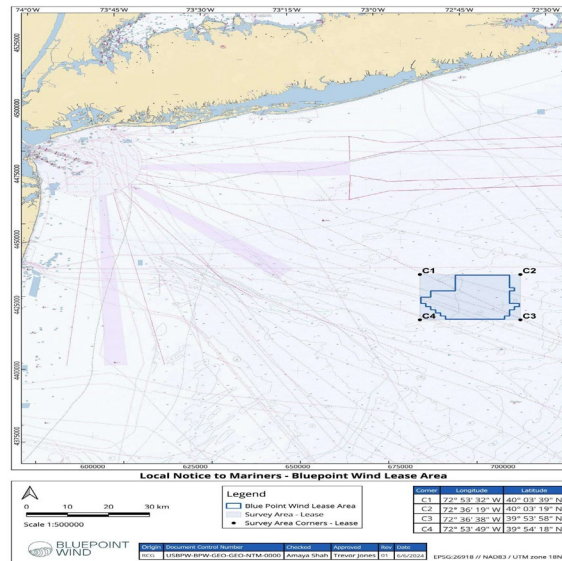 74°0'W 73°45'W 73°30'W 73°15'W 73°0'W 72°45'W 72°30'W
4525000
4500000
4475000
4450000
4425000
4400000
4375000
C1 C2
C4 C3
600000 625000 650000 675000 700000
Local Notice to Mariners - Bluepoint Wind Lease Area
0 10 20 30 km
Scale 1:500000
Legend
Blue Point Wind Lease Area
Survey Area - Lease
Survey Area Corners - Lease
Corner Longitude Latitude
C1 72° 53' 32" W 40° 03' 39" N
C2 72° 36' 19" W 40° 03' 19" N
C3 72° 36' 38" W 39° 53' 58" N
C4 72° 53' 49" W 39° 54' 18" N
BLUEPOINT
WIND
Origin Document Control Number Checked Approved Rev Date
RCG USBPW-BPW-GEO-GEO-NTM-0000 Amaya Shah Trevor Jones 01 6/6/2024
EPSG:26918 // NAD83 / UTM zone 18N